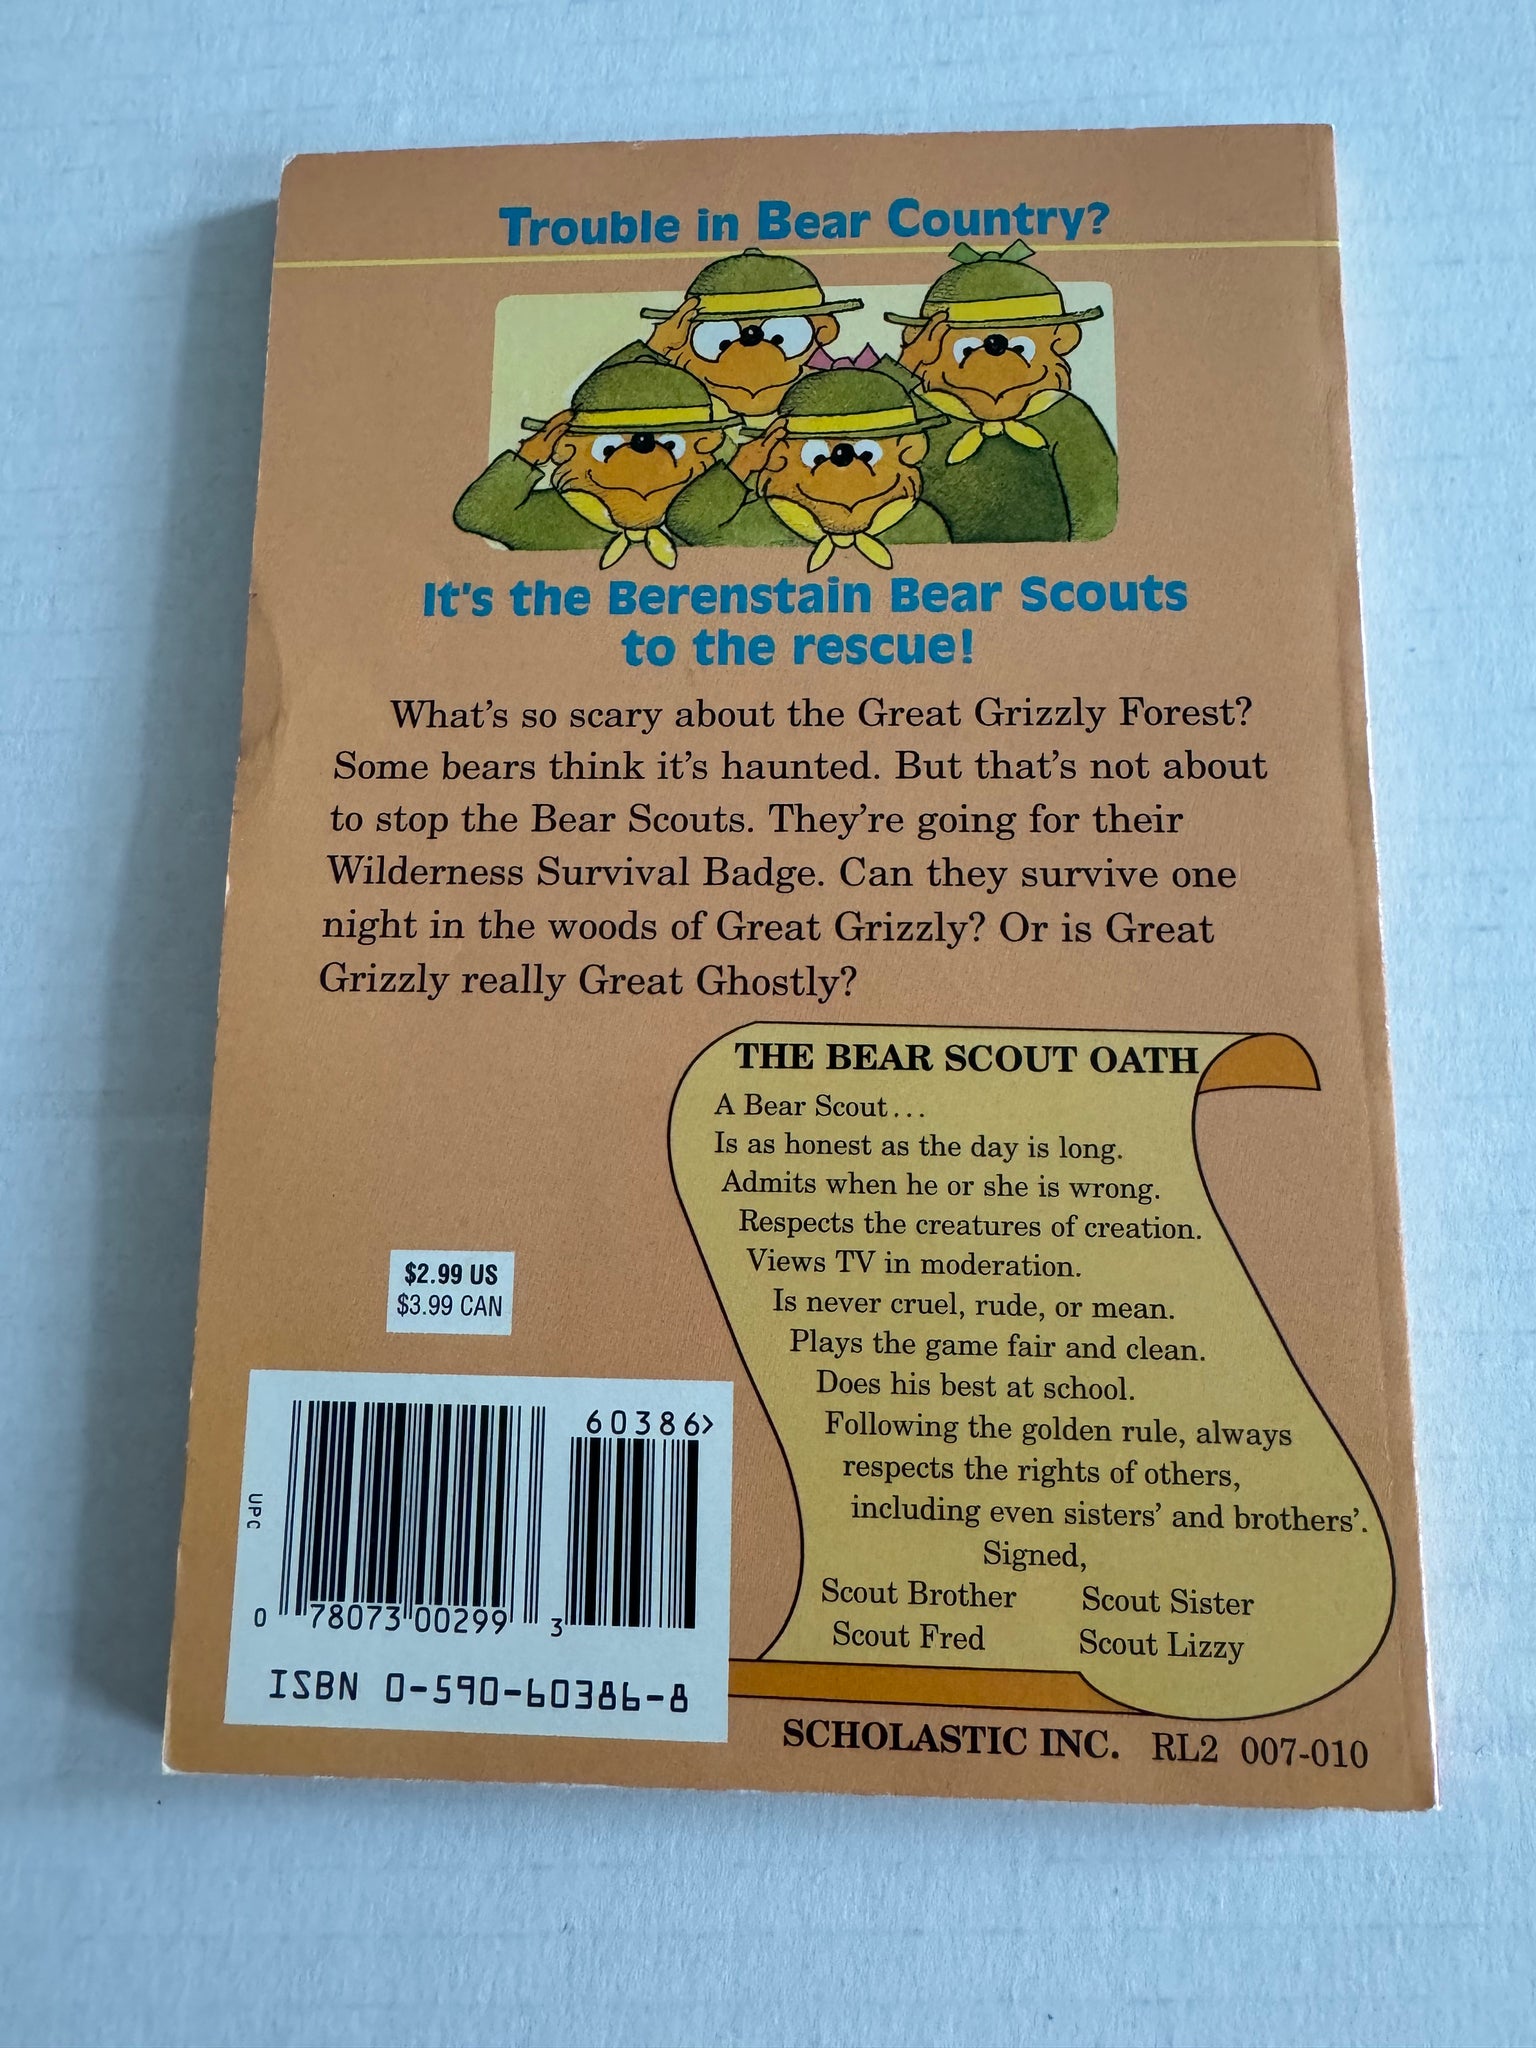 Trouble in Bear Country?
It's the Berenstain Bear Scouts
to the rescue!
What's so scary about the Great Grizzly Forest?
Some bears think it's haunted. But that's not about
to stop the Bear Scouts. They're going for their
Wilderness Survival Badge. Can they survive one
night in the woods of Great Grizzly? Or is Great
Grizzly really Great Ghostly?
THE BEAR SCOUT OATH
A Bear Scout...
Is as honest as the day is long.
Admits when he or she is wrong.
Respects the creatures of creation.
Views TV in moderation.
Is never cruel, rude, or mean.
Plays the game fair and clean.
Does his best at school.
Following the golden rule, always
respects the rights of others,
including even sisters' and brothers'.
Signed,
Scout Brother Scout Sister
Scout Fred Scout Lizzy
$2.99 US
$3.99 CAN
60386>
UPC
0 78073 00299 3
ISBN 0-590-60386-8
SCHOLASTIC INC. RL2 007-010